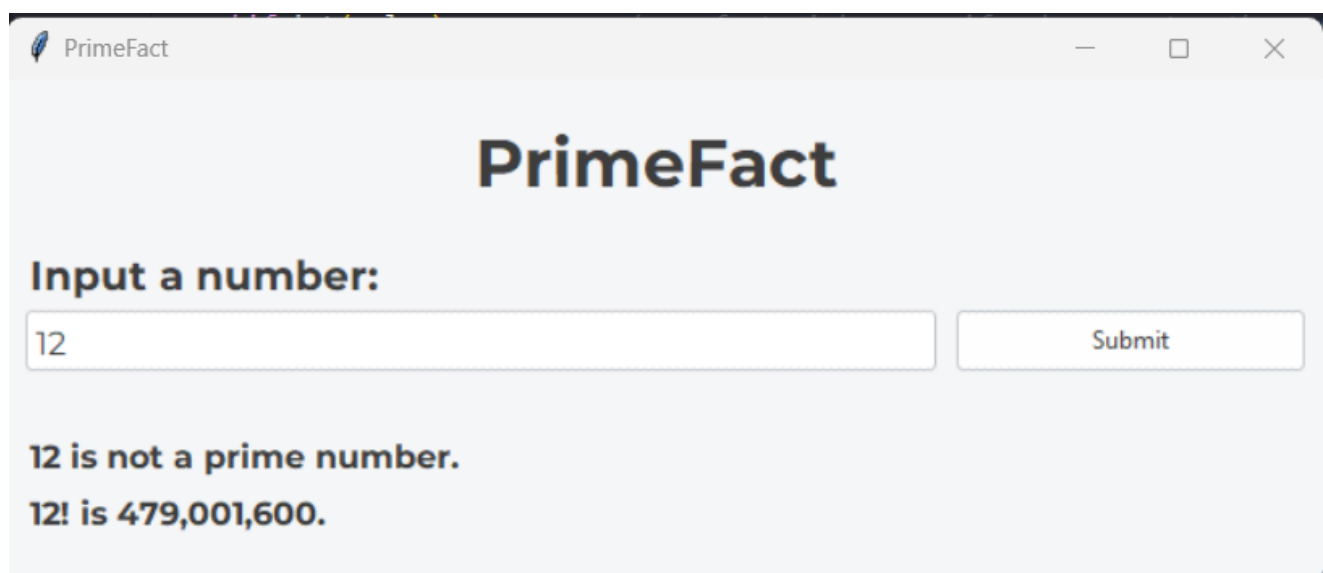 PrimeFact
PrimeFact
Input a number:
12
Submit
12 is not a prime number.
12! is 479,001,600.